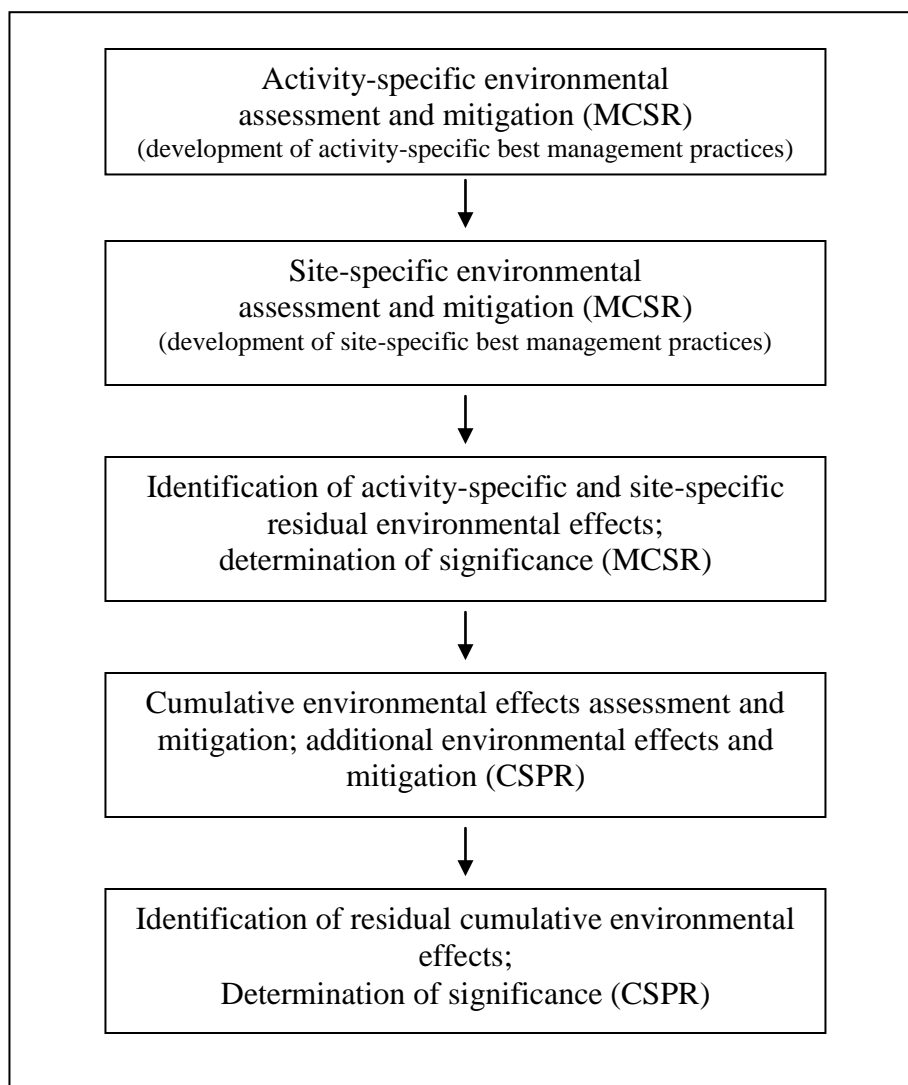 Activity-specific environmental
assessment and mitigation (MCSR)
(development of activity-specific best management practices)
Site-specific environmental
assessment and mitigation (MCSR)
(development of site-specific best management practices)
Identification of activity-specific and site-specific
residual environmental effects;
determination of significance (MCSR)
Cumulative environmental effects assessment and
mitigation; additional environmental effects and
mitigation (CSPR)
Identification of residual cumulative environmental
effects;
Determination of significance (CSPR)